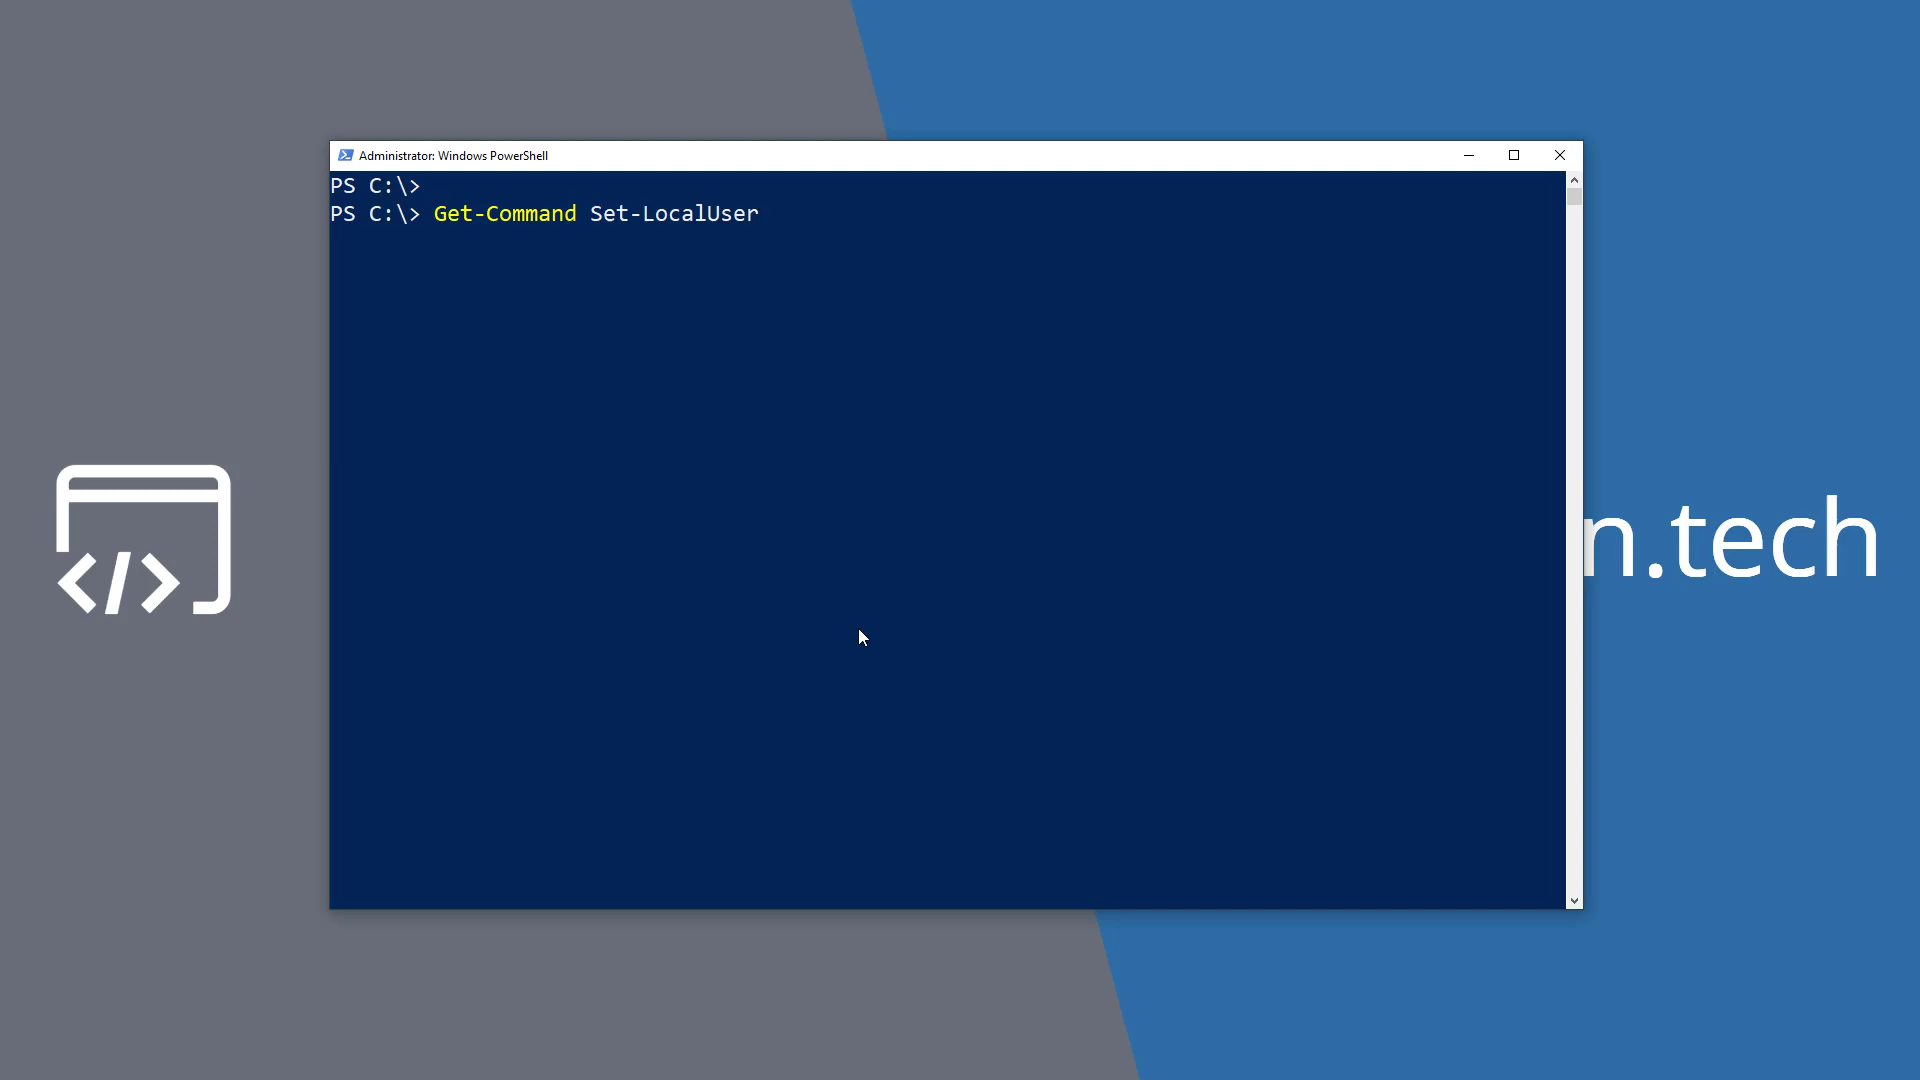 Administrator: Windows PowerShell
PS C:\>
PS C:\> Get-Command Set-LocalUser
</>
n.tech